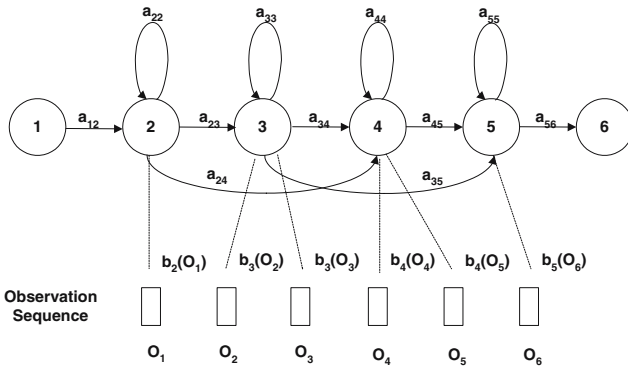 a₂₂ a₃₃ a₄₄ a₅₅
1 a₁₂ 2 a₂₃ 3 a₃₄ 4 a₄₅ 5 a₅₆ 6
a₂₄ a₃₅
b₂(O₁) b₃(O₂) b₃(O₃) b₄(O₄) b₄(O₅) b₅(O₆)
Observation
Sequence
O₁ O₂ O₃ O₄ O₅ O₆